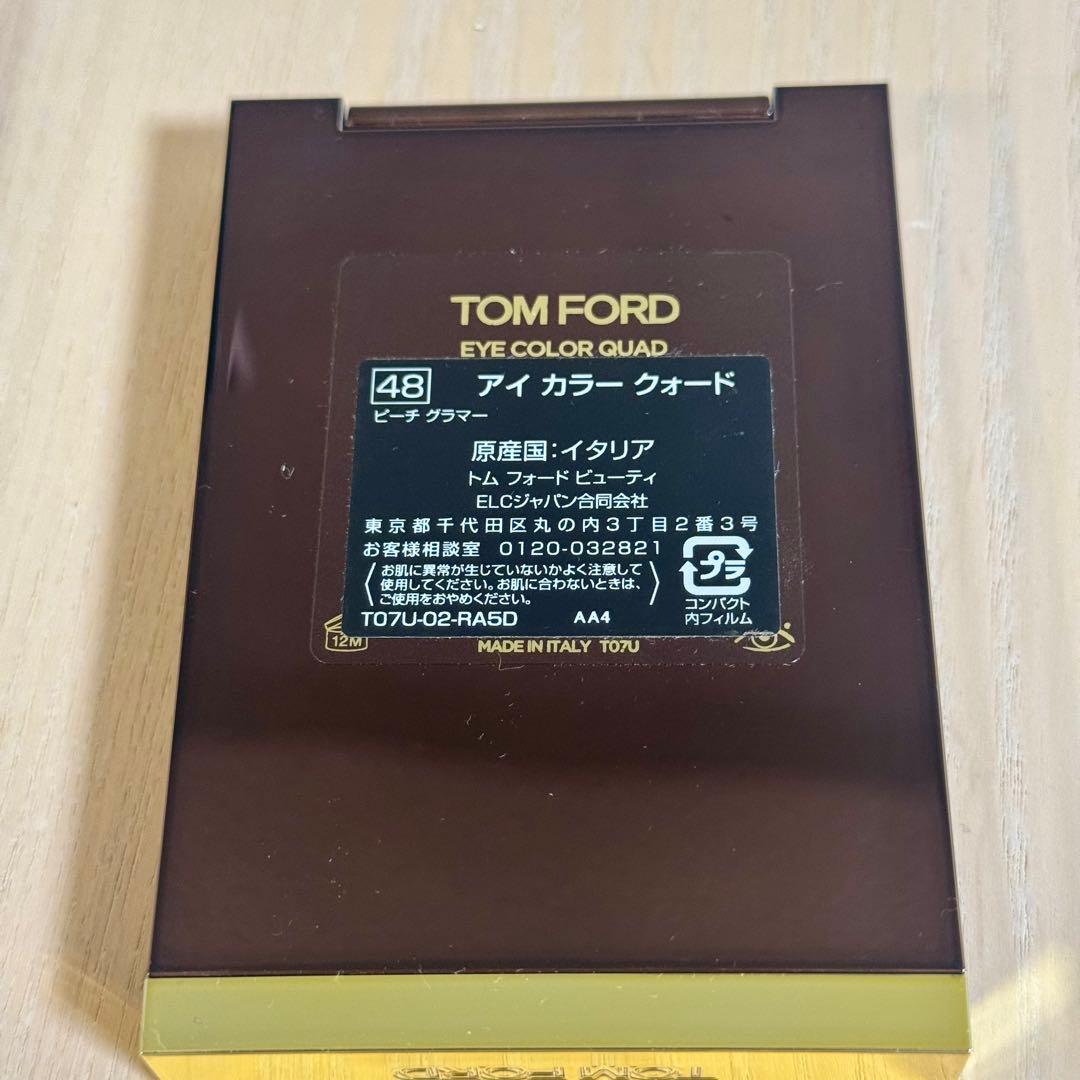 TOM FORD
EYE COLOR QUAD
48 アイ カラー クォード
ピーチ グラマー
原産国:イタリア
トム フォード ビューティ
ELCジャパン合同会社
東京都千代田区丸の内3丁目2番3号
お客様相談室 0120-032821
お肌に異常が生じていないかよく注意して
使用してください。お肌に合わないときは、
ご使用をおやめください。
プラ
コンパクト
内フィルム
T07U-02-RA5D AA4
12M
MADE IN ITALY T07U
TOM FORD